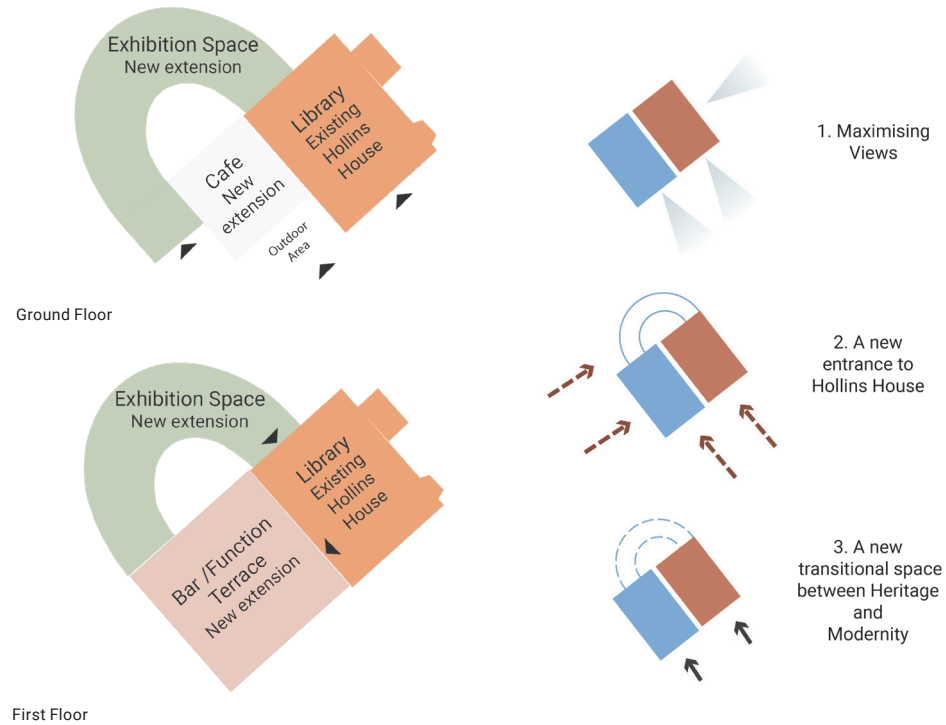 Exhibition Space
New extension
Library
Existing
Hollins
House
Cafe
New
extension
Outdoor
Area
Ground Floor
Exhibition Space
New extension
Library
Existing
Hollins
House
Bar /Function
Terrace
New extension
First Floor
1. Maximising
Views
2. A new
entrance to
Hollins House
3. A new
transitional space
between Heritage
and
Modernity